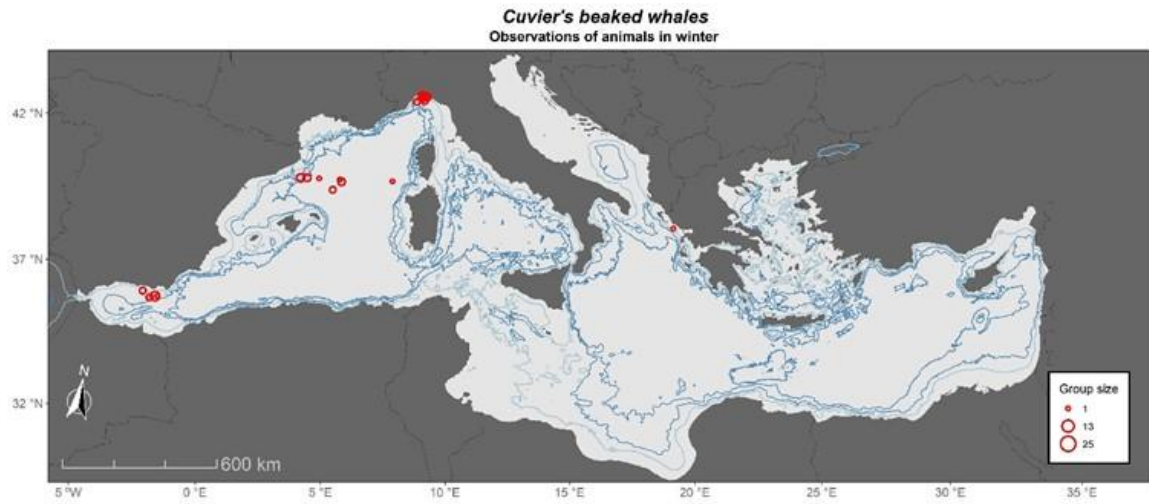 Cuvier's beaked whales
Observations of animals in winter
42 °N
37 °N
32 °N
N
600 km
Group size
1
13
25
5 °W
0 °E
5 °E
10 °E
15 °E
20 °E
25 °E
30 °E
35 °E